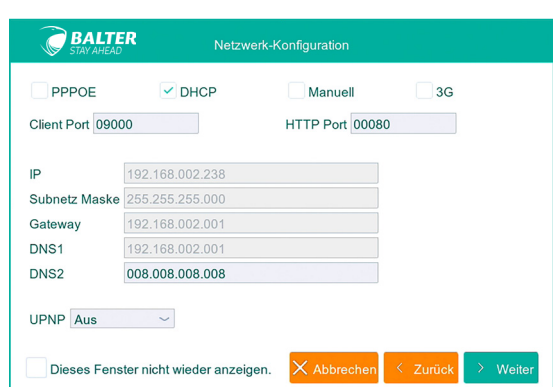 BALTER
STAY AHEAD
Netzwerk-Konfiguration
PPPOE DHCP Manuell 3G
Client Port 09000 HTTP Port 00080
IP 192.168.002.238
Subnetz Maske 255.255.255.000
Gateway 192.168.002.001
DNS1 192.168.002.001
DNS2 008.008.008.008
UPNP Aus
Dieses Fenster nicht wieder anzeigen. Abbrechen Zurück Weiter